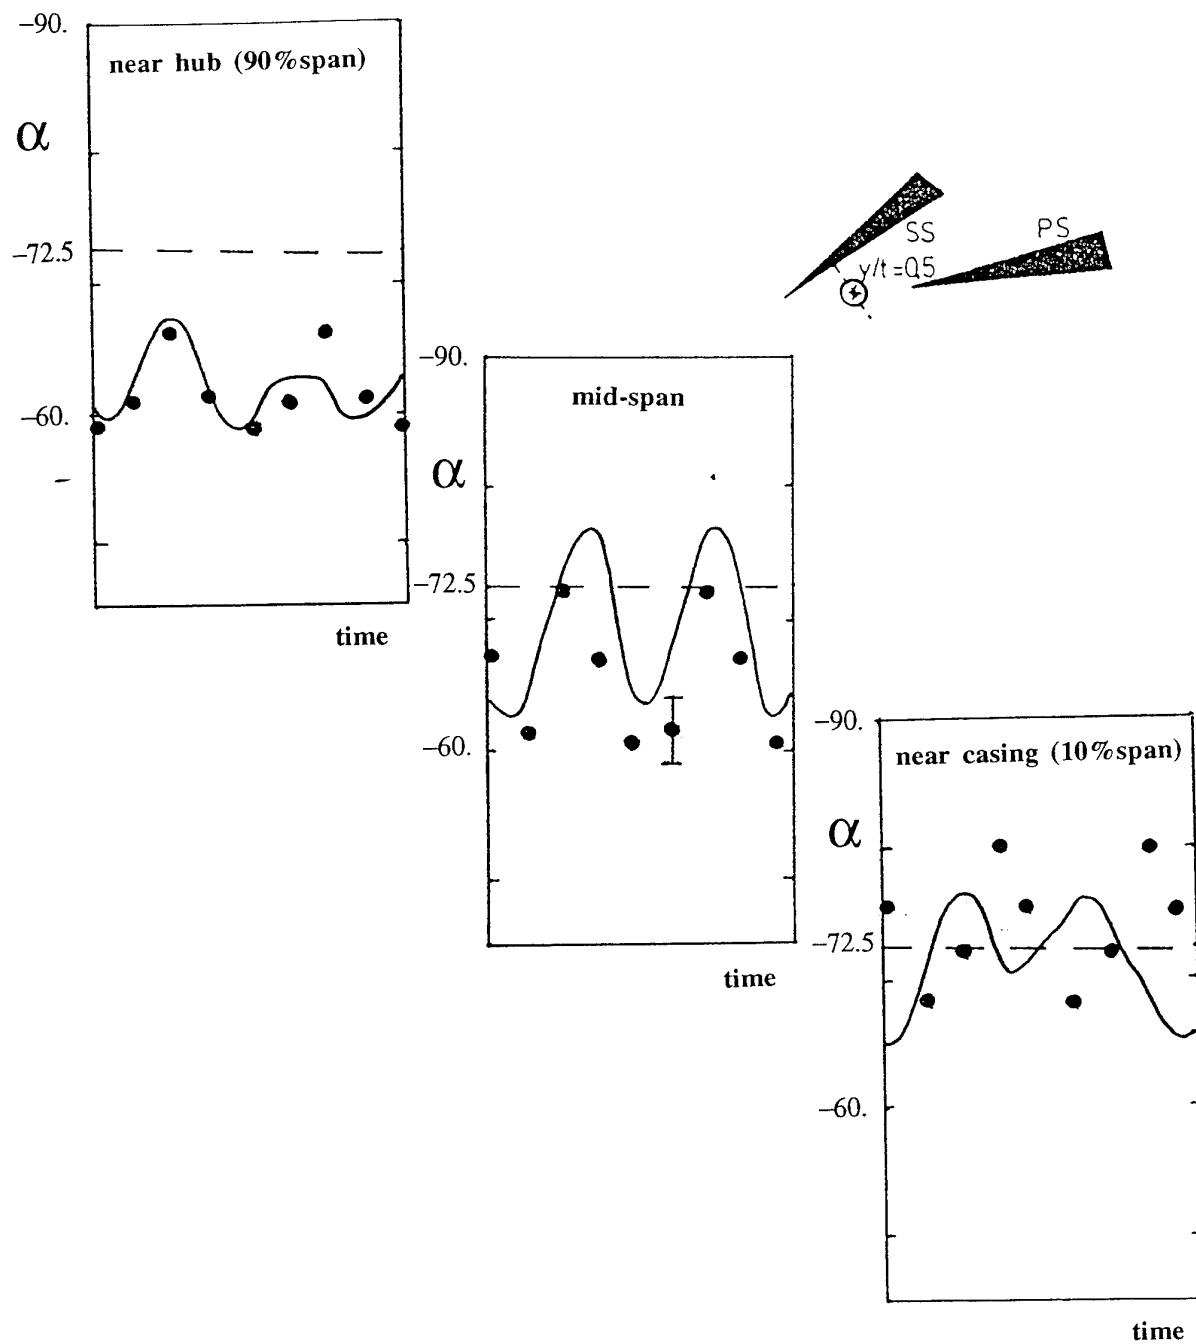 -90.
near hub (90%span)
α
-72.5
-60.
time
SS
PS
y/t=0.5
-90.
mid-span
α
-72.5
-60.
time
-90.
near casing (10%span)
α
-72.5
-60.
time